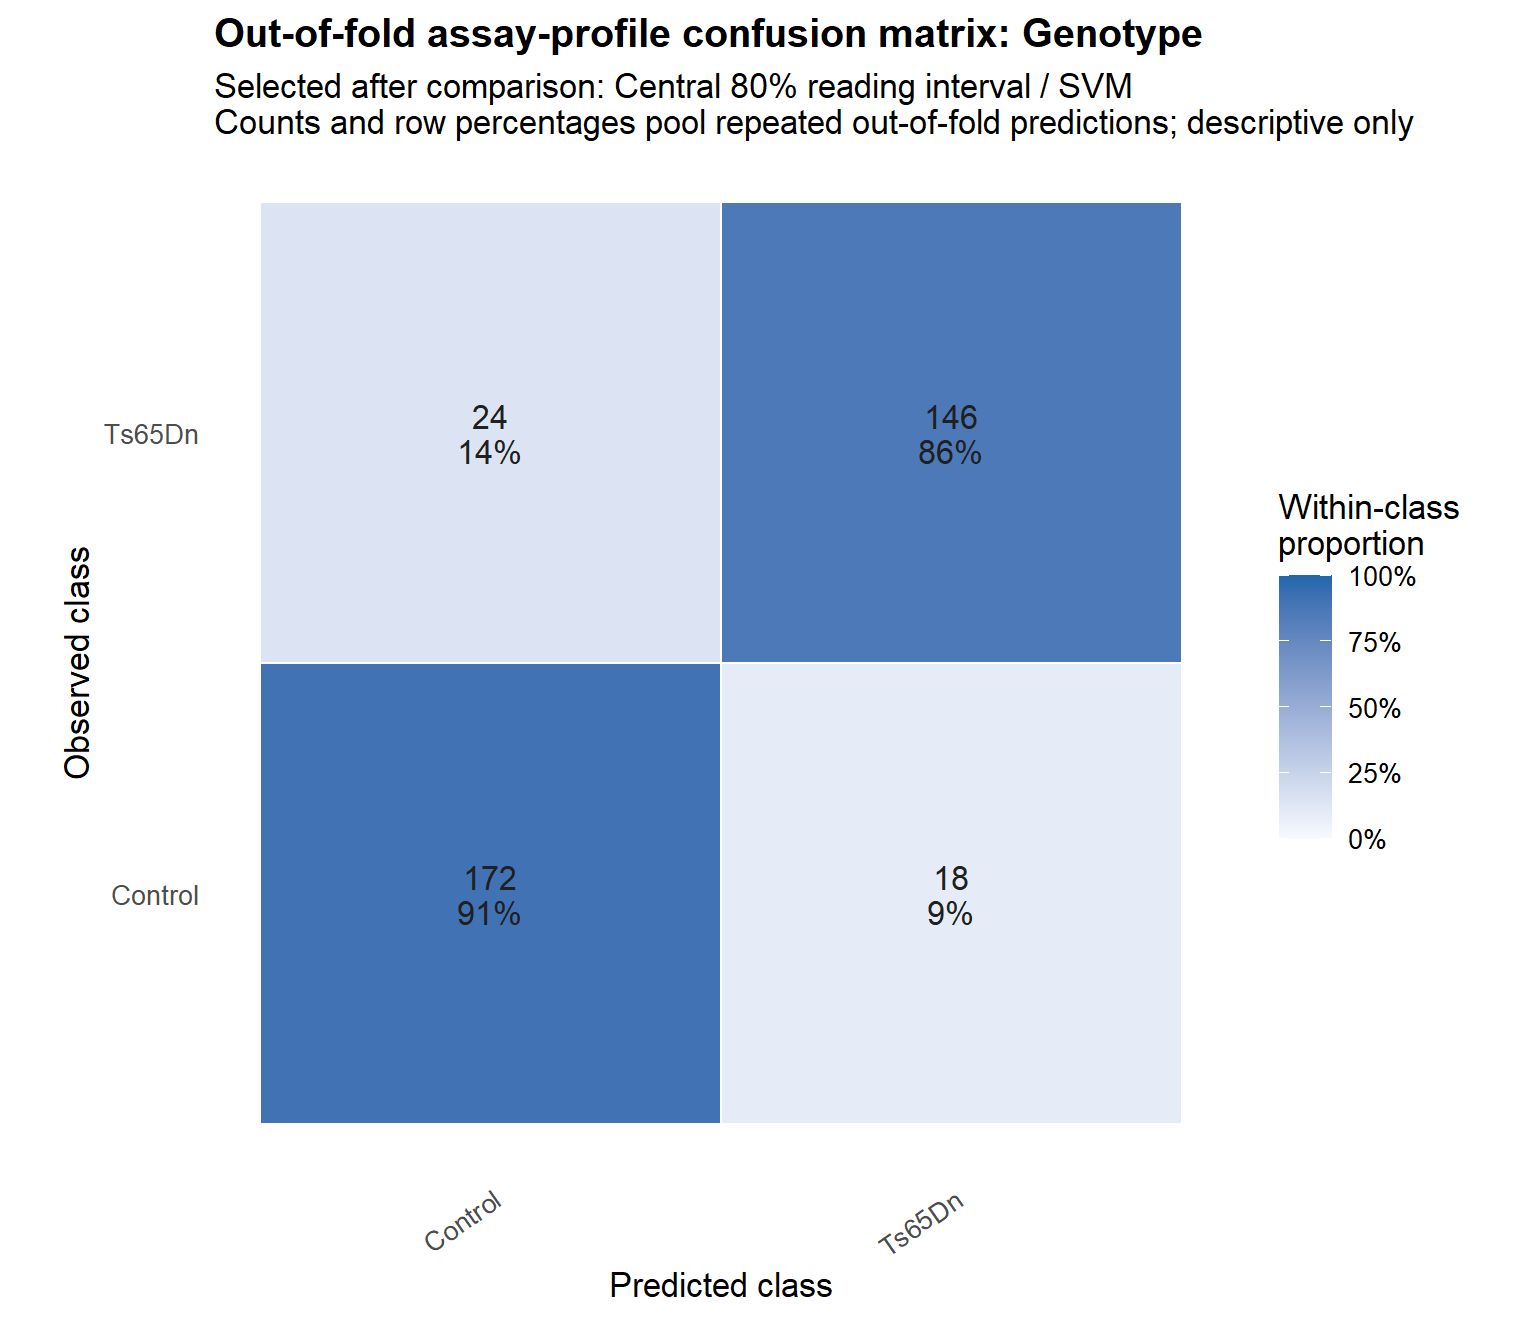 Out-of-fold assay-profile confusion matrix: Genotype
Selected after comparison: Central 80% reading interval / SVM
Counts and row percentages pool repeated out-of-fold predictions; descriptive only
Observed class
Ts65Dn
24
14%
146
86%
Control
172
91%
18
9%
Control
Ts65Dn
Predicted class
Within-class
proportion
100%
75%
50%
25%
0%